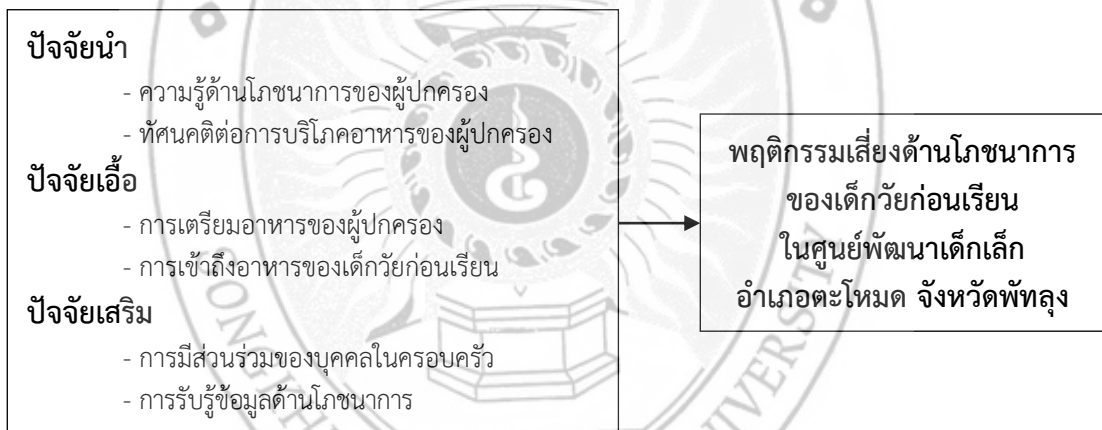 ปัจจัยนำ
- ความรู้ด้านโภชนาการของผู้ปกครอง
- ทัศนคติต่อการบริโภคอาหารของผู้ปกครอง
ปัจจัยเอื้อ
- การเตรียมอาหารของผู้ปกครอง
- การเข้าถึงอาหารของเด็กวัยก่อนเรียน
ปัจจัยเสริม
- การมีส่วนร่วมของบุคคลในครอบครัว
- การรับรู้ข้อมูลด้านโภชนาการ
พฤติกรรมเสี่ยงด้านโภชนาการ
ของเด็กวัยก่อนเรียน
ในศูนย์พัฒนาเด็กเล็ก
อำเภอตะโหมด จังหวัดพัทลุง